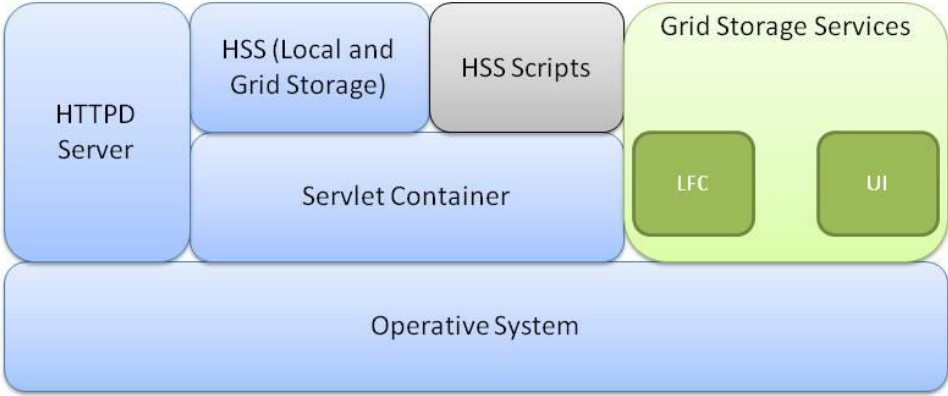 HTTPD
Server
HSS (Local and
Grid Storage)
HSS Scripts
Grid Storage Services
Servlet Container
LFC
UI
Operative System